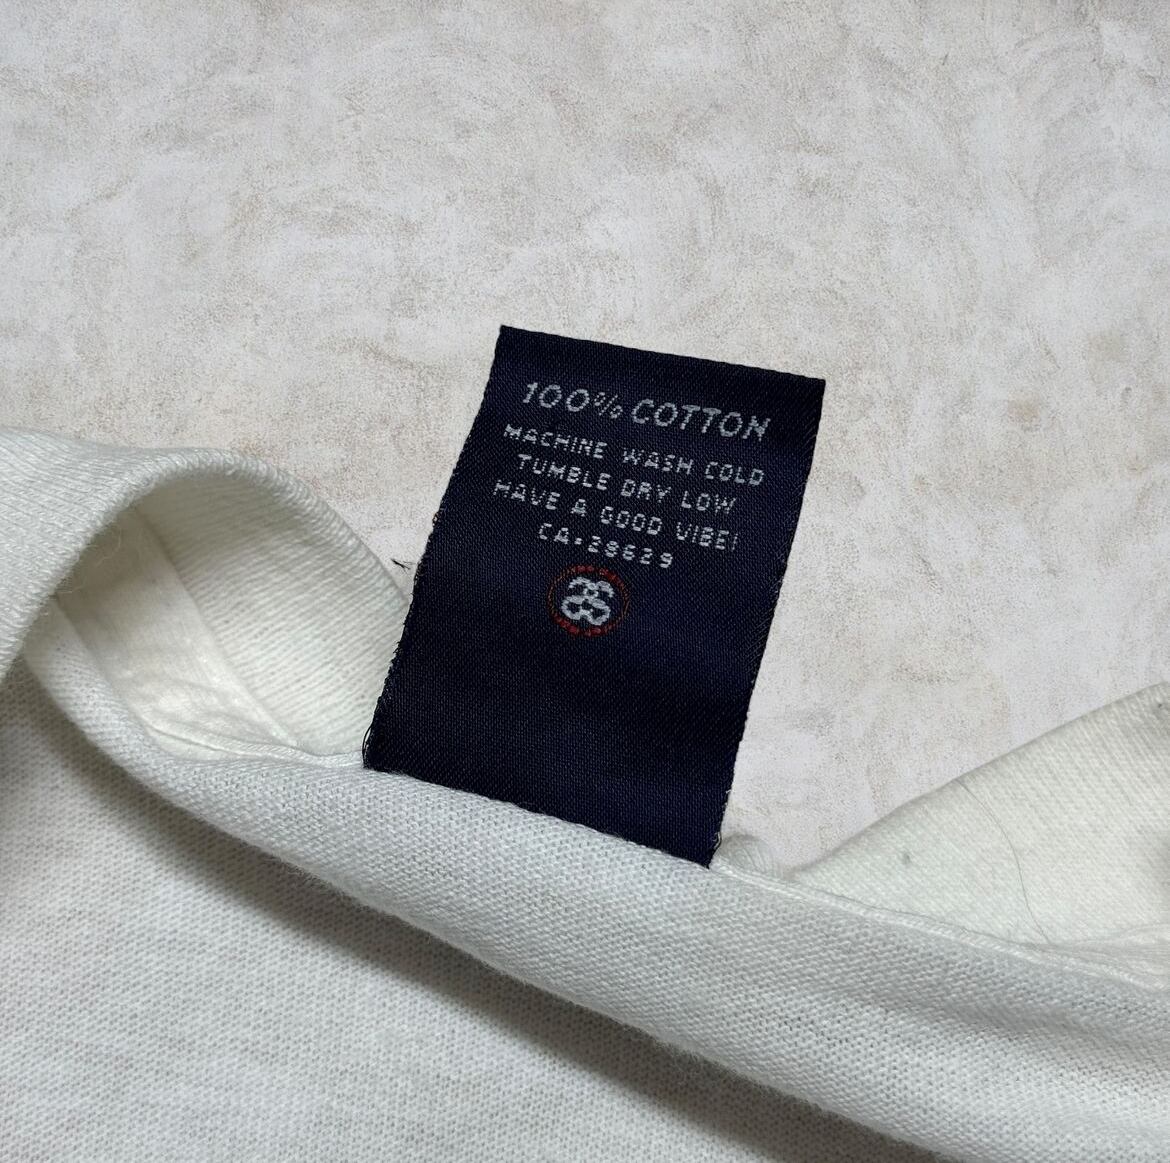 100% COTTON
MACHINE WASH COLD
TUMBLE DRY LOW
HAVE A GOOD VIBE!
CA.28629